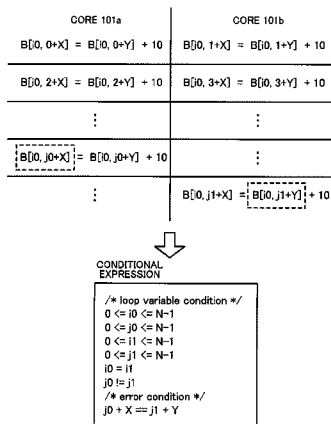 CORE 101a CORE 101b
B[i0, 0+X] = B[i0, 0+Y] + 10 B[i0, 1+X] = B[i0, 1+Y] + 10
B[i0, 2+X] = B[i0, 2+Y] + 10 B[i0, 3+X] = B[i0, 3+Y] + 10
⋮ ⋮
B[i0, j0+X] = B[i0, j0+Y] + 10 ⋮
⋮ B[i0, j1+X] = B[i0, j1+Y] + 10
CONDITIONAL
EXPRESSION
/* loop variable condition */
0 <= i0 <= N-1
0 <= j0 <= N-1
0 <= i1 <= N-1
0 <= j1 <= N-1
i0 = i1
j0 != j1
/* error condition */
j0 + X == j1 + Y